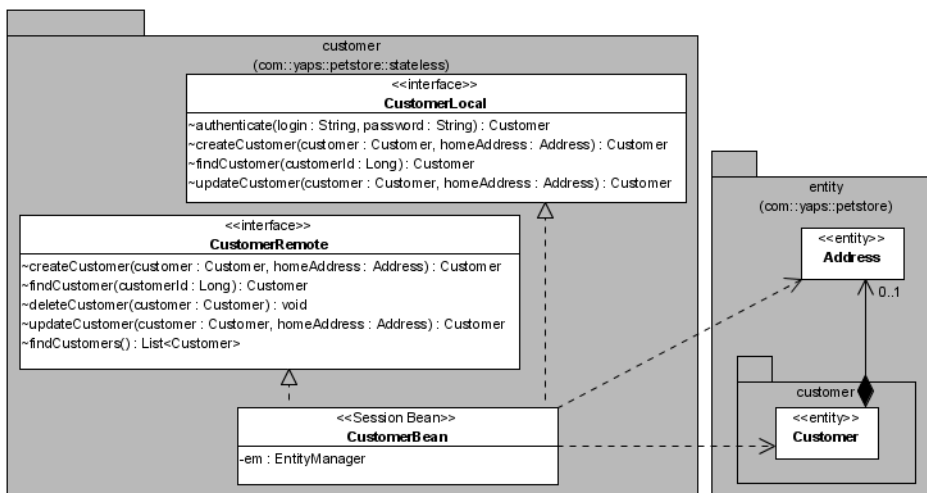 customer
(com::yaps::petstore::stateless)
<<interface>>
CustomerLocal
~authenticate(login : String, password : String) : Customer
~createCustomer(customer : Customer, homeAddress : Address) : Customer
~findCustomer(customerId : Long) : Customer
~updateCustomer(customer : Customer, homeAddress : Address) : Customer
<<interface>>
CustomerRemote
~createCustomer(customer : Customer, homeAddress : Address) : Customer
~findCustomer(customerId : Long) : Customer
~deleteCustomer(customer : Customer) : void
~updateCustomer(customer : Customer, homeAddress : Address) : Customer
~findCustomers() : List<Customer>
<<Session Bean>>
CustomerBean
-em : EntityManager
entity
(com::yaps::petstore)
<<entity>>
Address
0..1
customer
<<entity>>
Customer